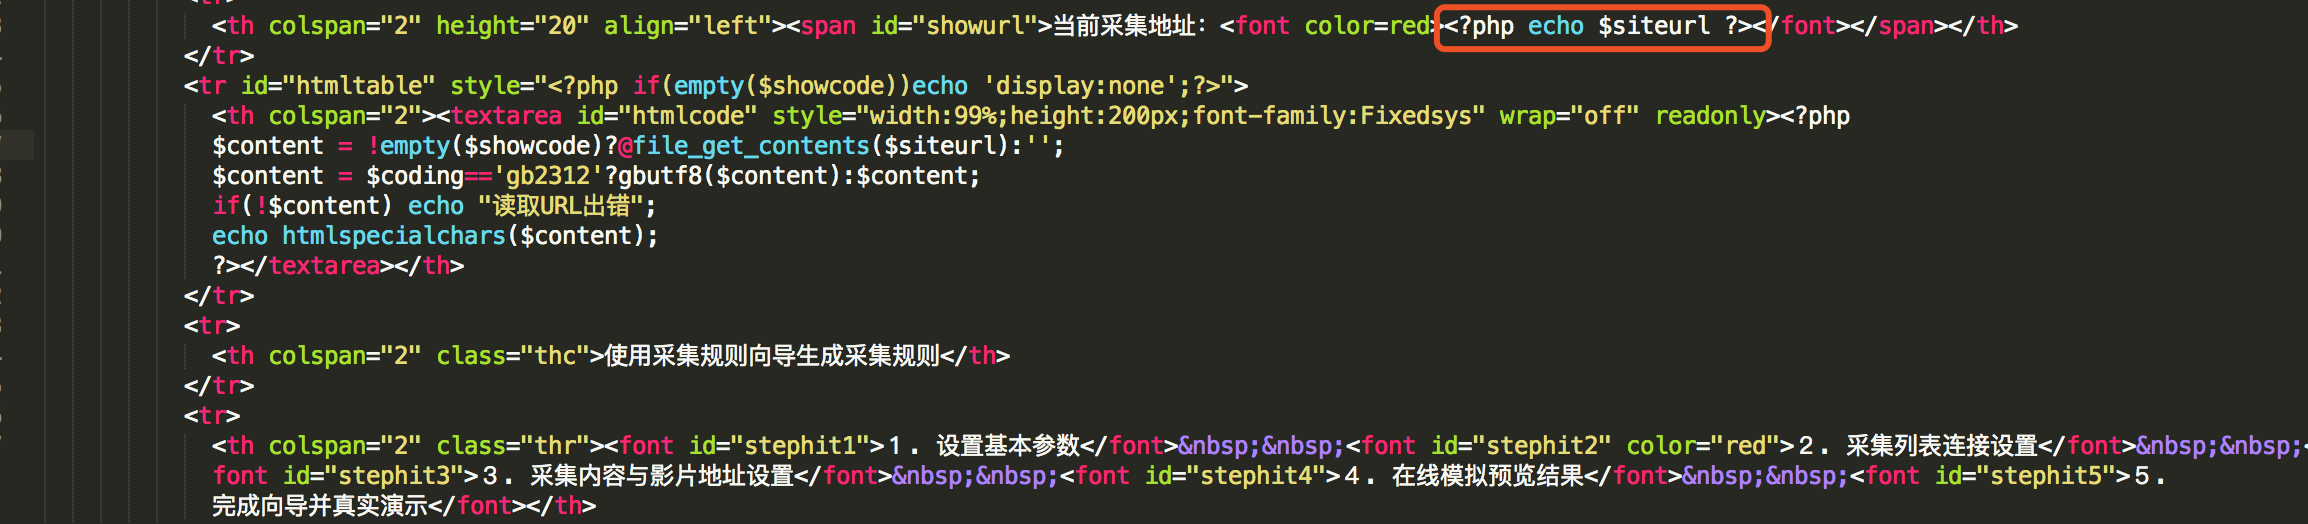 <th colspan="2" height="20" align="left"><span id="showurl">当前采集地址：<font color=red><?php echo $siteurl ?></font></span></th>
</tr>
<tr id="htmltable" style="<?php if(empty($showcode))echo 'display:none';?>">
<th colspan="2"><textarea id="htmlcode" style="width:99%;height:200px;font-family:Fixedsys" wrap="off" readonly><?php
$content = !empty($showcode)?@file_get_contents($siteurl):'';
$content = $coding=='gb2312'?gbutf8($content):$content;
if(!$content) echo "读取URL出错";
echo htmlspecialchars($content);
?></textarea></th>
</tr>
<tr>
<th colspan="2" class="thc">使用采集规则向导生成采集规则</th>
</tr>
<tr>
<th colspan="2" class="thr"><font id="stephit1">１．设置基本参数</font>&nbsp;&nbsp;<font id="stephit2" color="red">２．采集列表连接设置</font>&nbsp;&nbsp;<
font id="stephit3">３．采集内容与影片地址设置</font>&nbsp;&nbsp;<font id="stephit4">４．在线模拟预览结果</font>&nbsp;&nbsp;<font id="stephit5">５．
完成向导并真实演示</font></th>